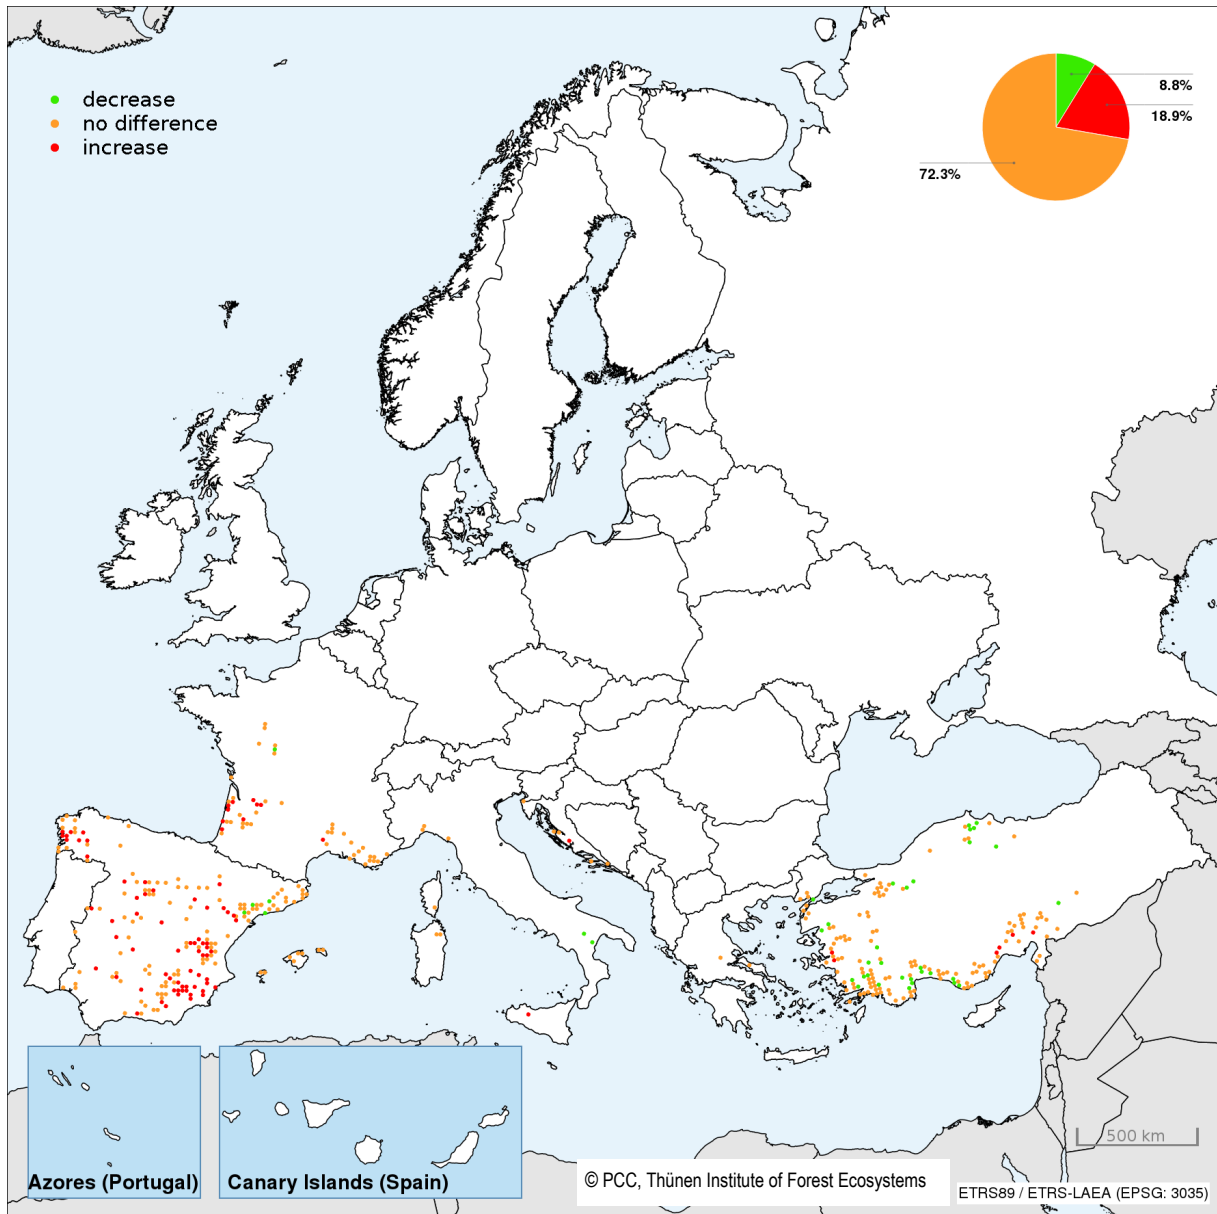 decrease
no difference
increase
8.8%
18.9%
72.3%
500 km
Azores (Portugal)
Canary Islands (Spain)
© PCC, Thünen Institute of Forest Ecosystems
ETRS89 / ETRS-LAEA (EPSG: 3035)